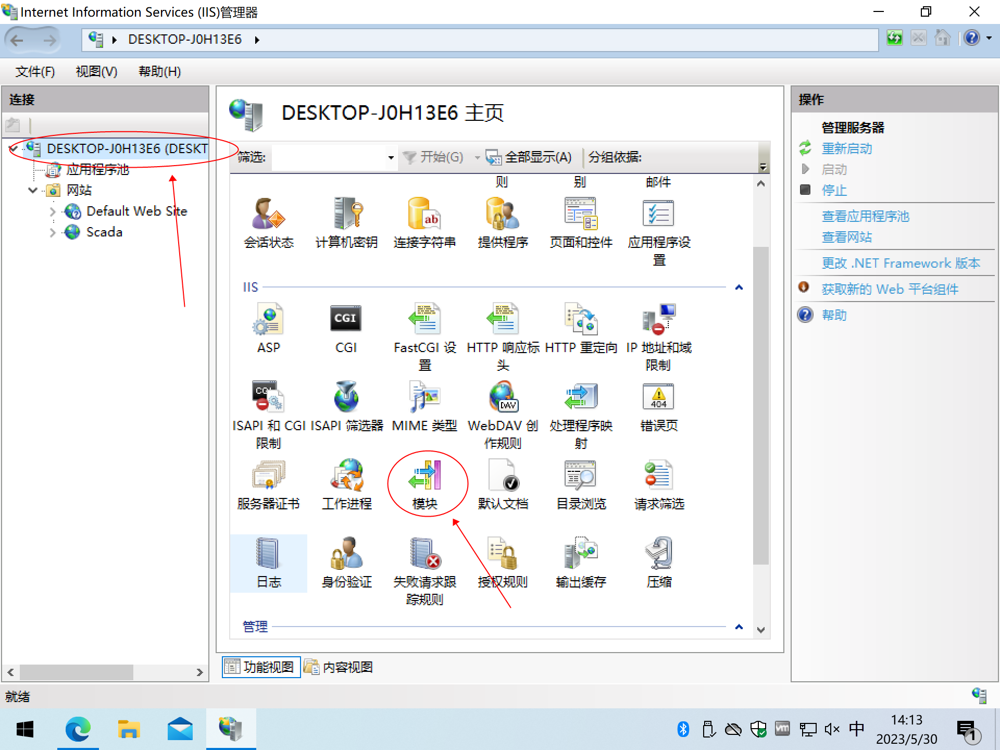 Internet Information Services (IIS)管理器
DESKTOP-J0H13E6
文件(F) 视图(V) 帮助(H)
连接
DESKTOP-J0H13E6 (DESKT
应用程序池
网站
Default Web Site
Scada
DESKTOP-J0H13E6 主页
筛选: 开始(G) 全部显示(A) 分组依据:
则 别 邮件
会话状态 计算机密钥 连接字符串 提供程序 页面和控件 应用程序设
置
IIS
ASP CGI FastCGI 设 HTTP 响应标 HTTP 重定向 IP 地址和域
置 头 限制
ISAPI 和 CGI ISAPI 筛选器 MIME 类型 WebDAV 创 处理程序映 错误页
限制 作规则 射
服务器证书 工作进程 模块 默认文档 目录浏览 请求筛选
日志 身份验证 失败请求跟 授权规则 输出缓存 压缩
踪规则
管理
功能视图 内容视图
操作
管理服务器
重新启动
启动
停止
查看应用程序池
查看网站
更改 .NET Framework 版本
获取新的 Web 平台组件
帮助
就绪
中
14:13
2023/5/30
1
ab
CGI
CGI
DAV
404
vm